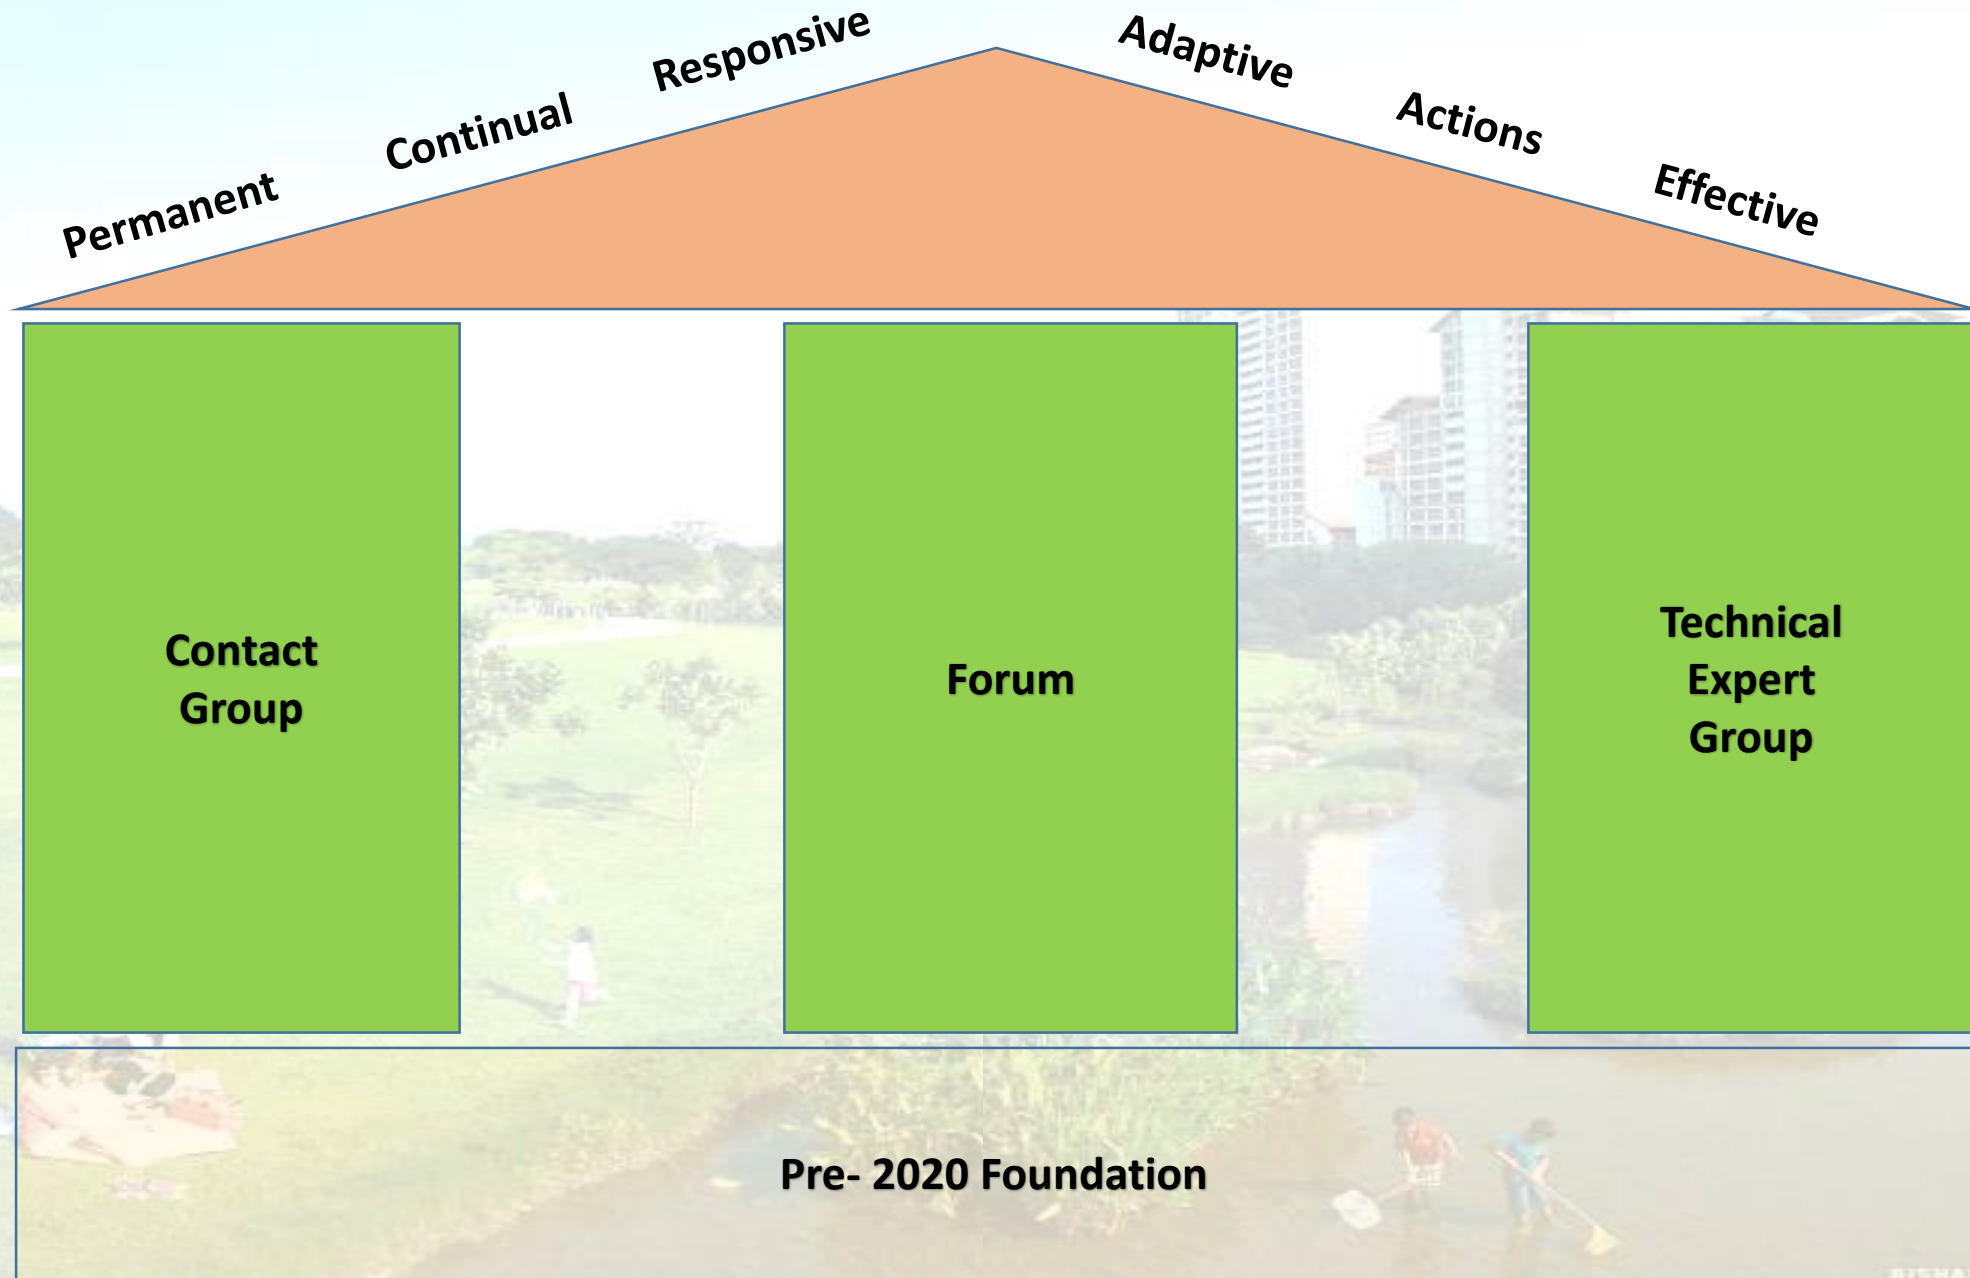 Permanent
Continual
Responsive
Adaptive
Actions
Effective
Contact
Group
Forum
Technical
Expert
Group
Pre- 2020 Foundation